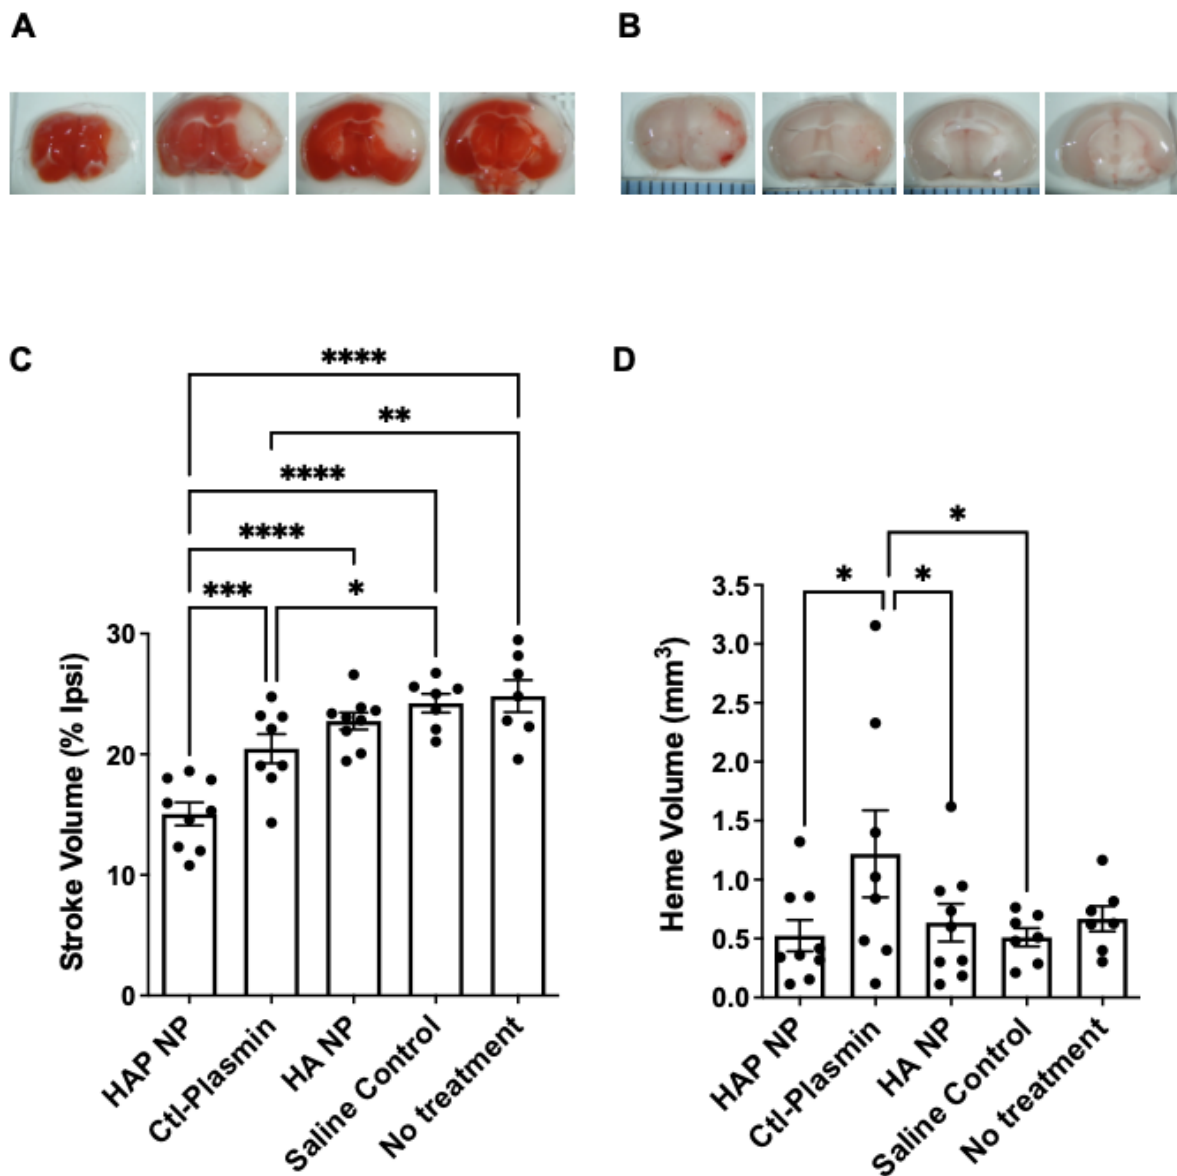 A
B
C
****
**
****
****
***
*
Stroke Volume (% Ipsi)
30
20
10
0
HAP NP
Ctl-Plasmin
HA NP
Saline Control
No treatment
D
*
*
*
Heme Volume (mm³)
3.5
3.0
2.5
2.0
1.5
1.0
0.5
0.0
HAP NP
Ctl-Plasmin
HA NP
Saline Control
No treatment